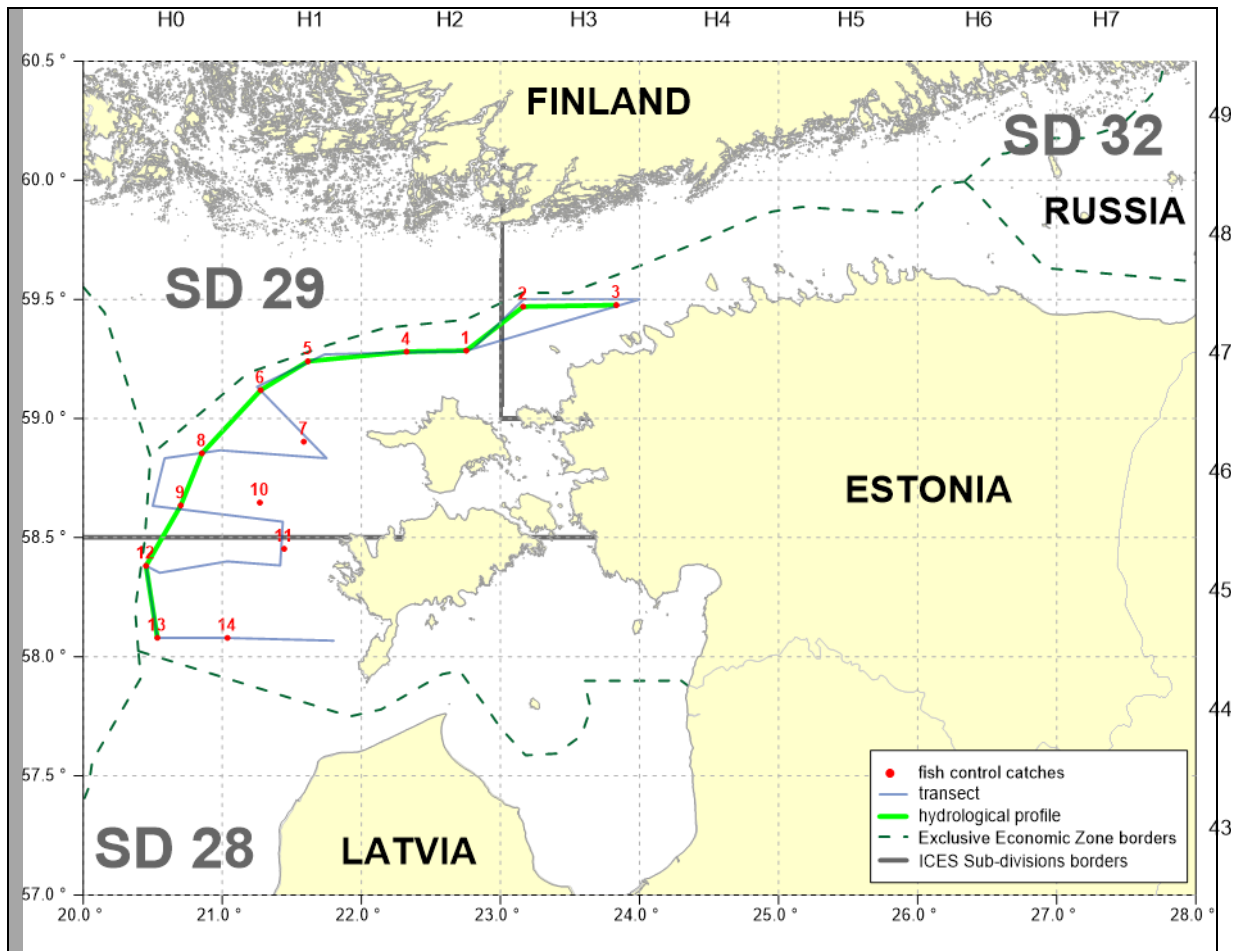 H0 H1 H2 H3 H4 H5 H6 H7
60.5 °
FINLAND
49
SD 32
60.0 °
RUSSIA
48
SD 29
59.5 °
2 3
1
4
5
47
6
59.0 °
7
8
46
9
10
ESTONIA
58.5 °
11
12
45
13 14
58.0 °
44
57.5 °
fish control catches
transect
hydrological profile
Exclusive Economic Zone borders
ICES Sub-divisions borders
43
SD 28
LATVIA
57.0 °
20.0 ° 21.0 ° 22.0 ° 23.0 ° 24.0 ° 25.0 ° 26.0 ° 27.0 ° 28.0 °